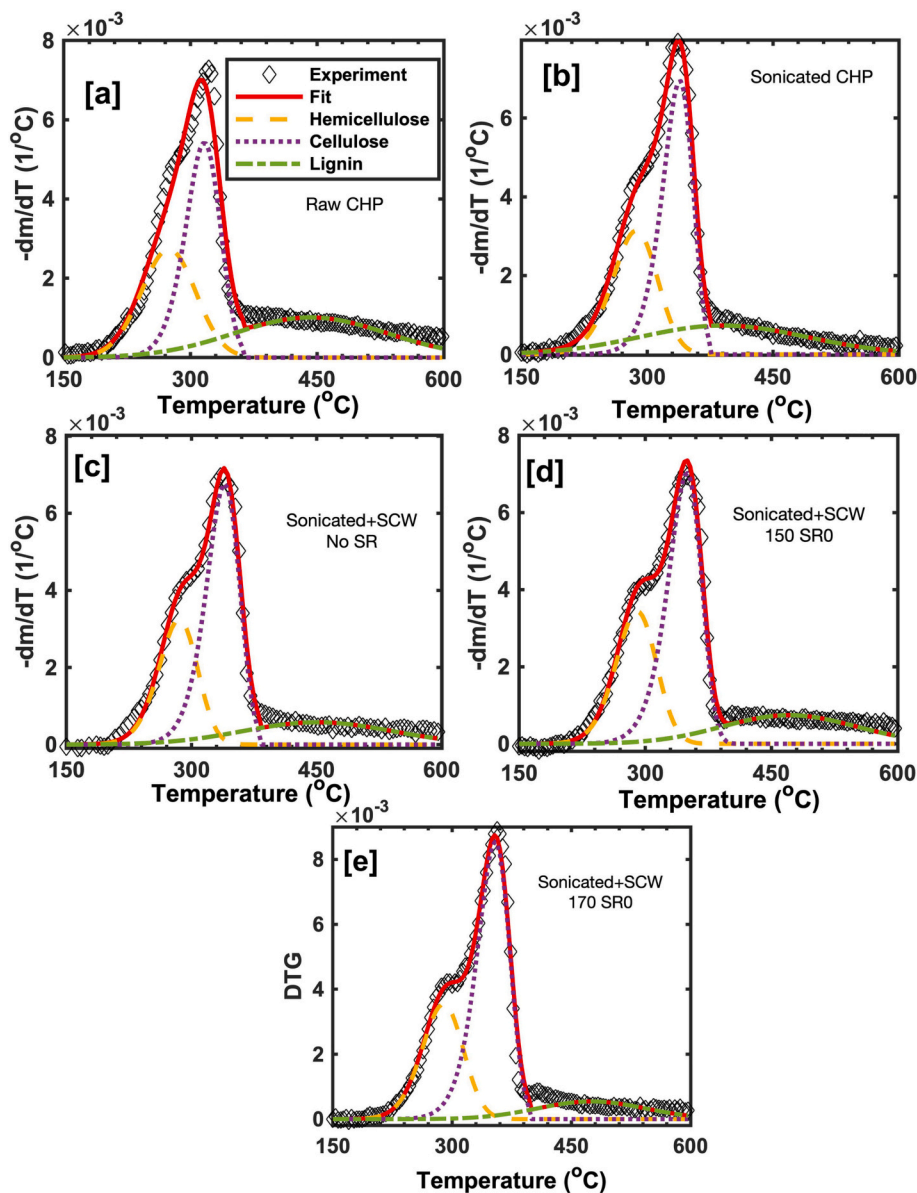 ×10⁻³
8
6
4
2
0
-dm/dT (1/°C)
[a]
Experiment
Fit
Hemicellulose
Cellulose
Lignin
Raw CHP
150 300 450 600
Temperature (°C)
×10⁻³
8
6
4
2
0
-dm/dT (1/°C)
[b]
Sonicated CHP
150 300 450 600
Temperature (°C)
×10⁻³
8
6
4
2
0
-dm/dT (1/°C)
[c]
Sonicated+SCW
No SR
150 300 450 600
Temperature (°C)
×10⁻³
8
6
4
2
0
-dm/dT (1/°C)
[d]
Sonicated+SCW
150 SR0
150 300 450 600
Temperature (°C)
×10⁻³
8
6
4
2
0
DTG
[e]
Sonicated+SCW
170 SR0
150 300 450 600
Temperature (°C)